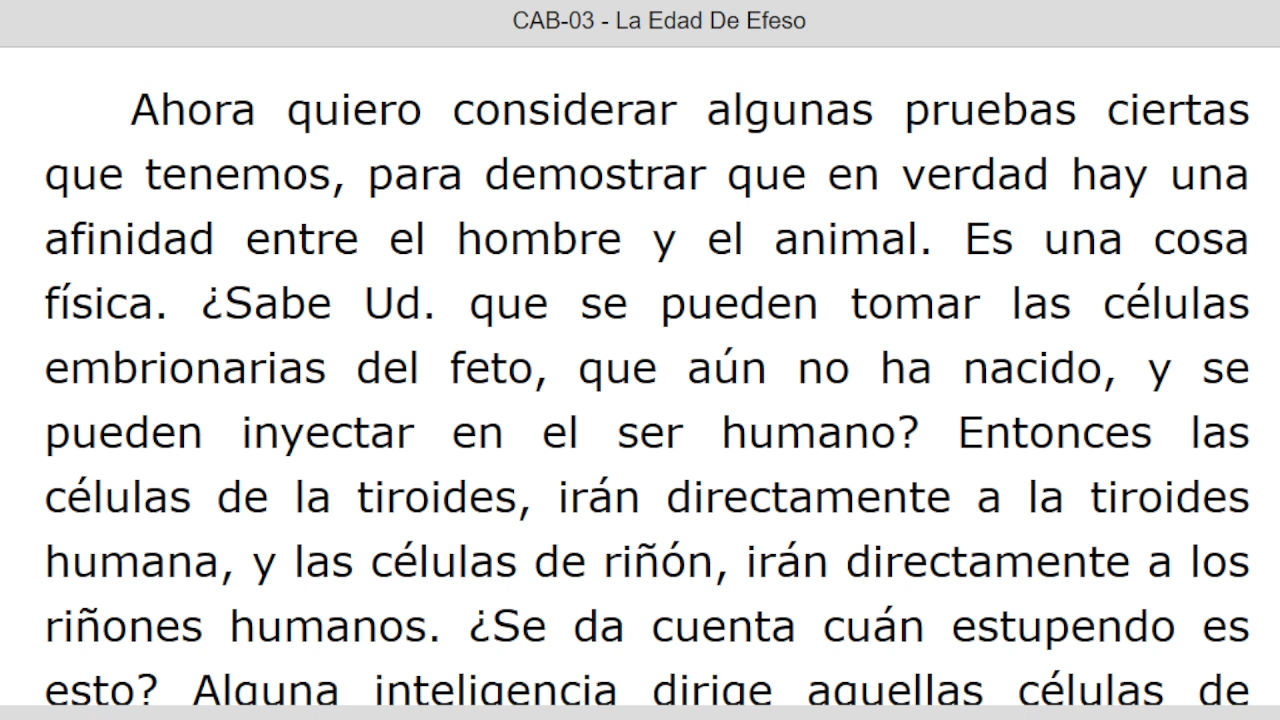 CAB-03 - La Edad De Efeso
Ahora quiero considerar algunas pruebas ciertas
que tenemos, para demostrar que en verdad hay una
afinidad entre el hombre y el animal. Es una cosa
física. ¿Sabe Ud. que se pueden tomar las células
embrionarias del feto, que aún no ha nacido, y se
pueden inyectar en el ser humano? Entonces las
células de la tiroides, irán directamente a la tiroides
humana, y las células de riñón, irán directamente a los
riñones humanos. ¿Se da cuenta cuán estupendo es
esto? Alguna inteligencia dirige aquellas células de